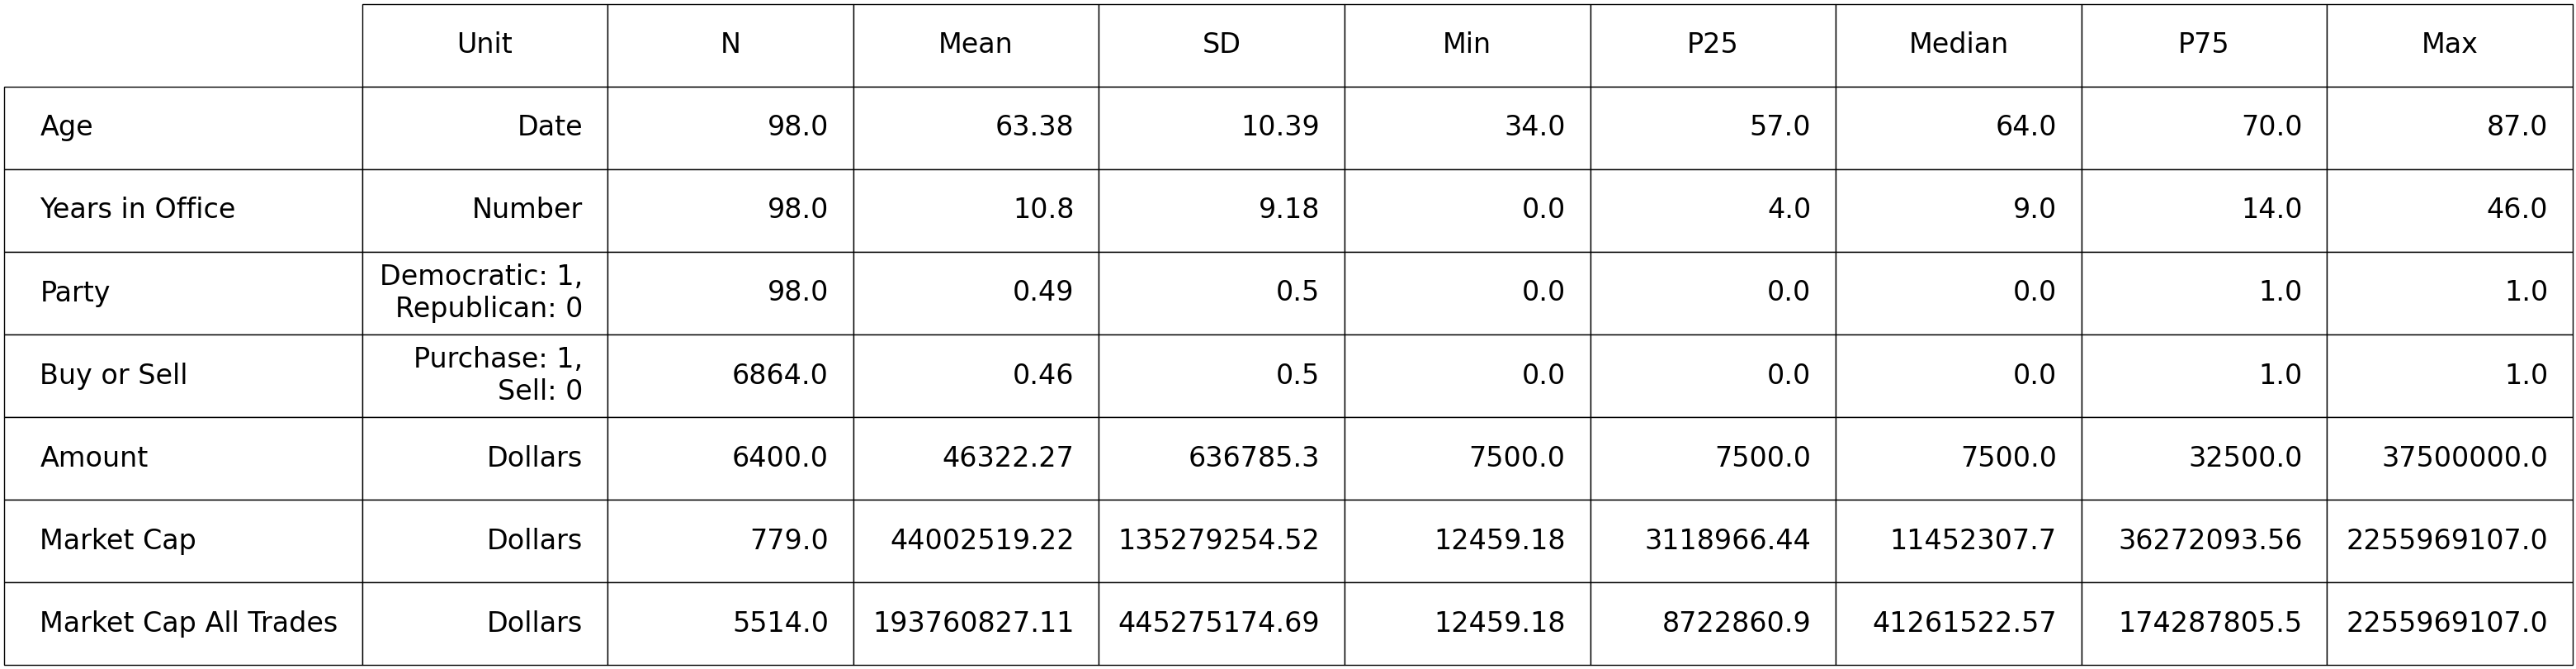 Unit N Mean SD Min P25 Median P75 Max
Age Date 98.0 63.38 10.39 34.0 57.0 64.0 70.0 87.0
Years in Office Number 98.0 10.8 9.18 0.0 4.0 9.0 14.0 46.0
Party Democratic: 1,
Republican: 0 98.0 0.49 0.5 0.0 0.0 0.0 1.0 1.0
Buy or Sell Purchase: 1,
Sell: 0 6864.0 0.46 0.5 0.0 0.0 0.0 1.0 1.0
Amount Dollars 6400.0 46322.27 636785.3 7500.0 7500.0 7500.0 32500.0 37500000.0
Market Cap Dollars 779.0 44002519.22 135279254.52 12459.18 3118966.44 11452307.7 36272093.56 2255969107.0
Market Cap All Trades Dollars 5514.0 193760827.11 445275174.69 12459.18 8722860.9 41261522.57 174287805.5 2255969107.0